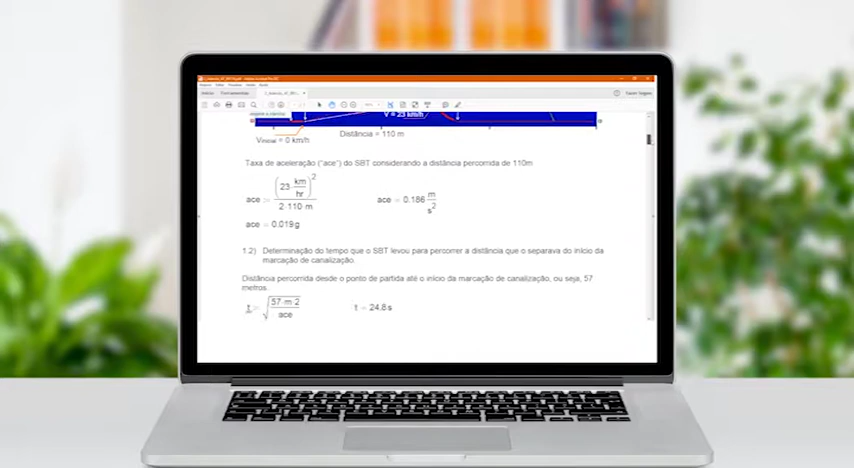 V = 23 km/h
Distância = 110 m
= 0 km/h
Taxa de aceleração ("ace") do SBT considerando a distância percorrida de 110m
ace := (23·km/hr)² / 2·110·m
ace = 0.186 m/s²
ace = 0.019g
1.2) Determinação do tempo que o SBT levou para percorrer a distância que o separava do início da
marcação de canalização.
Distância percorrida desde o ponto de partida até o início da marcação de canalização, ou seja, 57
metros.
t := √(57·m·2 / ace)
t = 24.8s